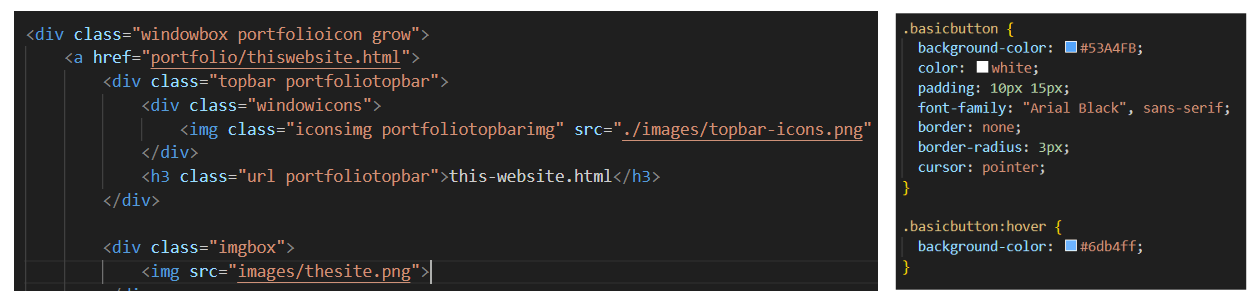 <div class="windowbox portfolioicon grow">
<a href="portfolio/thiswebsite.html">
<div class="topbar portfoliotopbar">
<div class="windowicons">
<img class="iconsimg portfoliotopbarimg" src="./images/topbar-icons.png"
</div>
<h3 class="url portfoliotopbar">this-website.html</h3>
</div>
<div class="imgbox">
<img src="images/thesite.png">
.basicbutton {
background-color: #53A4FB;
color: white;
padding: 10px 15px;
font-family: "Arial Black", sans-serif;
border: none;
border-radius: 3px;
cursor: pointer;
}
.basicbutton:hover {
background-color: #6db4ff;
}